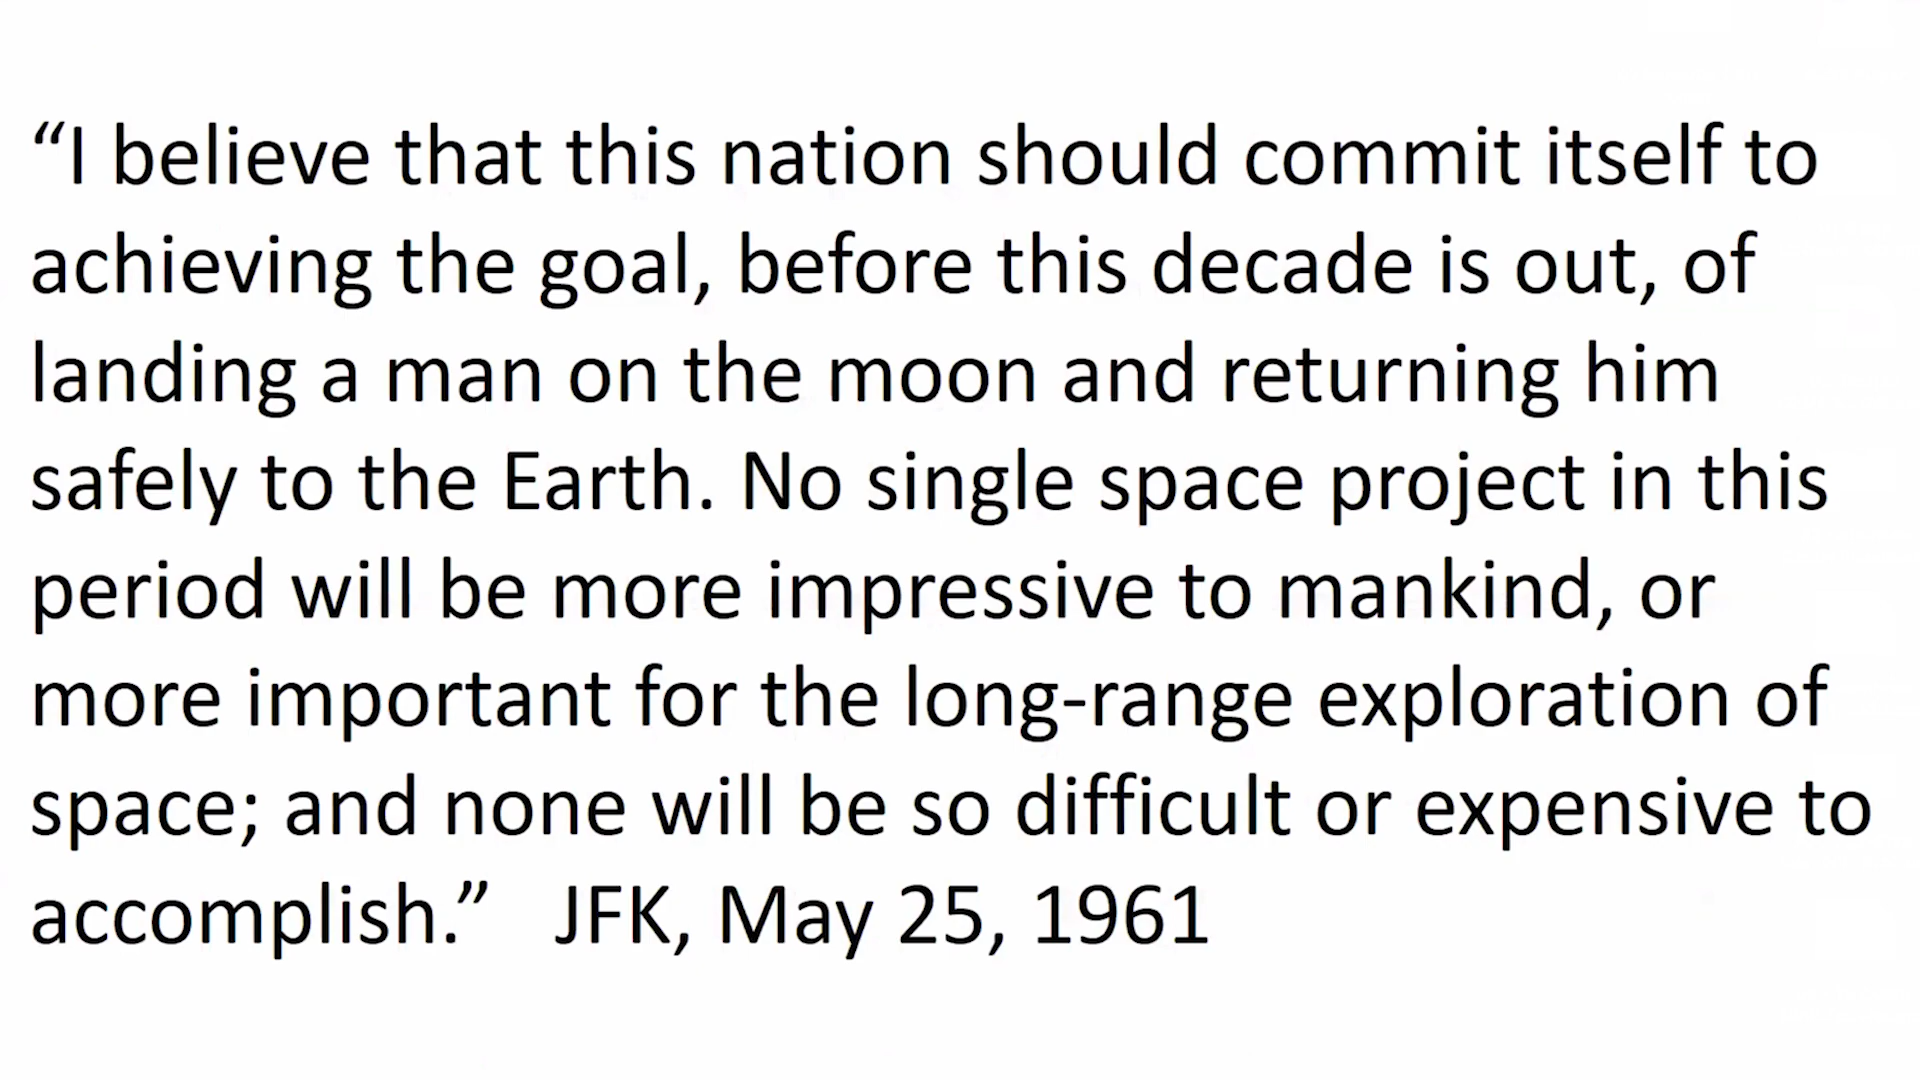 “I believe that this nation should commit itself to
achieving the goal, before this decade is out, of
landing a man on the moon and returning him
safely to the Earth. No single space project in this
period will be more impressive to mankind, or
more important for the long-range exploration of
space; and none will be so difficult or expensive to
accomplish.”   JFK, May 25, 1961